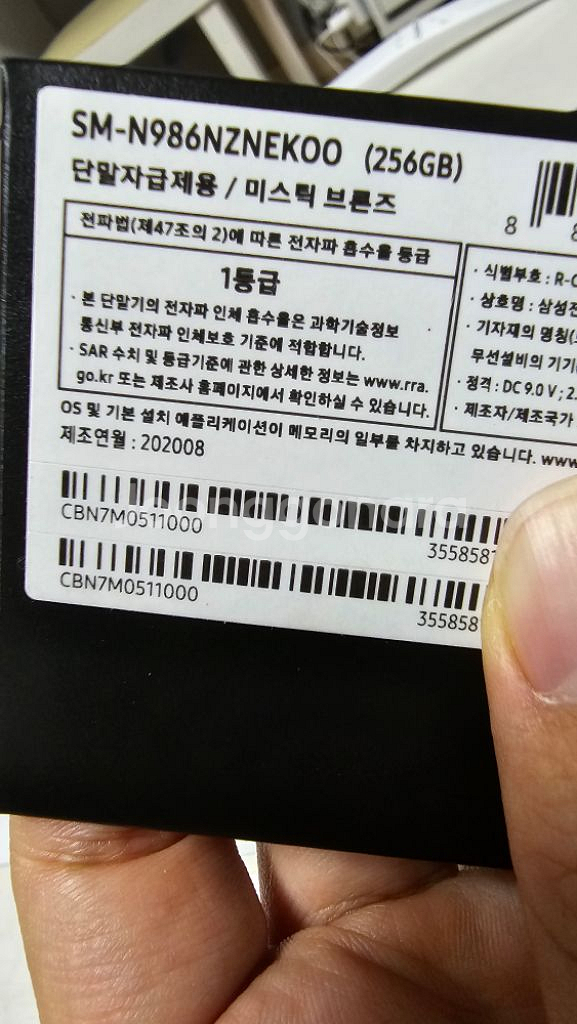 SM-N986NZNEKOO (256GB)
단말자급제용 / 미스틱 브론즈
8 8
전파법(제47조의 2)에 따른 전자파 흡수율 등급
1등급
· 본 단말기의 전자파 인체 흡수율은 과학기술정보
통신부 전자파 인체보호 기준에 적합합니다.
· SAR 수치 및 등급기준에 관한 상세한 정보는 www.rra.
go.kr 또는 제조사 홈페이지에서 확인하실 수 있습니다.
· 식별부호 : R-C
· 상호명 : 삼성전
· 기자재의 명칭(
무선설비의 기기
· 정격 : DC 9.0 V ; 2.
· 제조자/제조국가
OS 및 기본 설치 애플리케이션이 메모리의 일부를 차지하고 있습니다. www
제조연월 : 202008
joonggonara
CBN7M0511000
355858
CBN7M0511000
35585